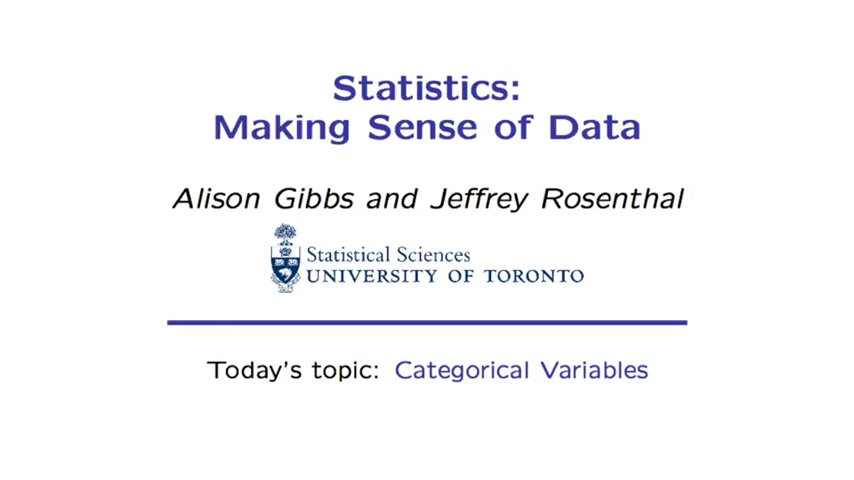 Statistics:
Making Sense of Data
Alison Gibbs and Jeffrey Rosenthal
Statistical Sciences
UNIVERSITY OF TORONTO
Today's topic: Categorical Variables